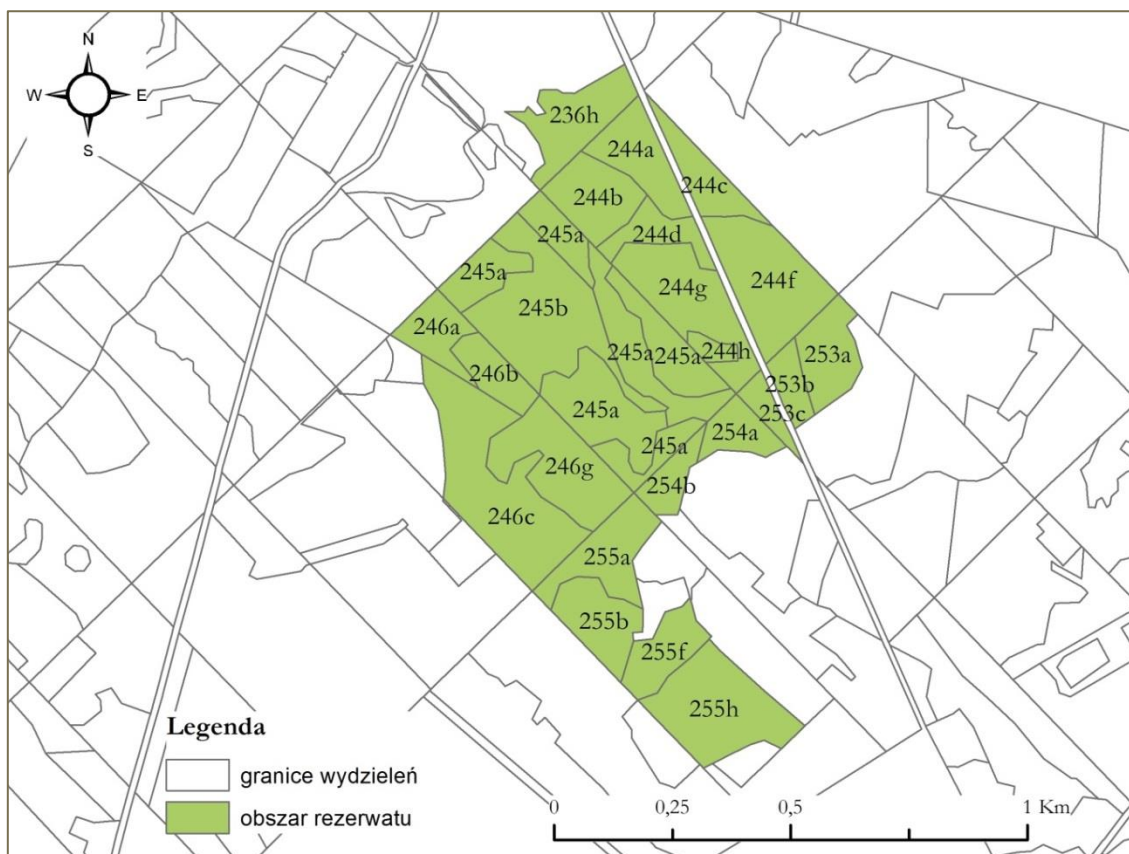 N
W E
S
236h
244a
244c
244b
245a
244d
245a
244f
244g
245b
246a
245a
245a
244h
253a
246b
253b
245a
253c
254a
245a
246g
254b
246c
255a
255b
255f
255h
Legenda
granice wydzieleń
obszar rezerwatu
0 0,25 0,5 1 Km